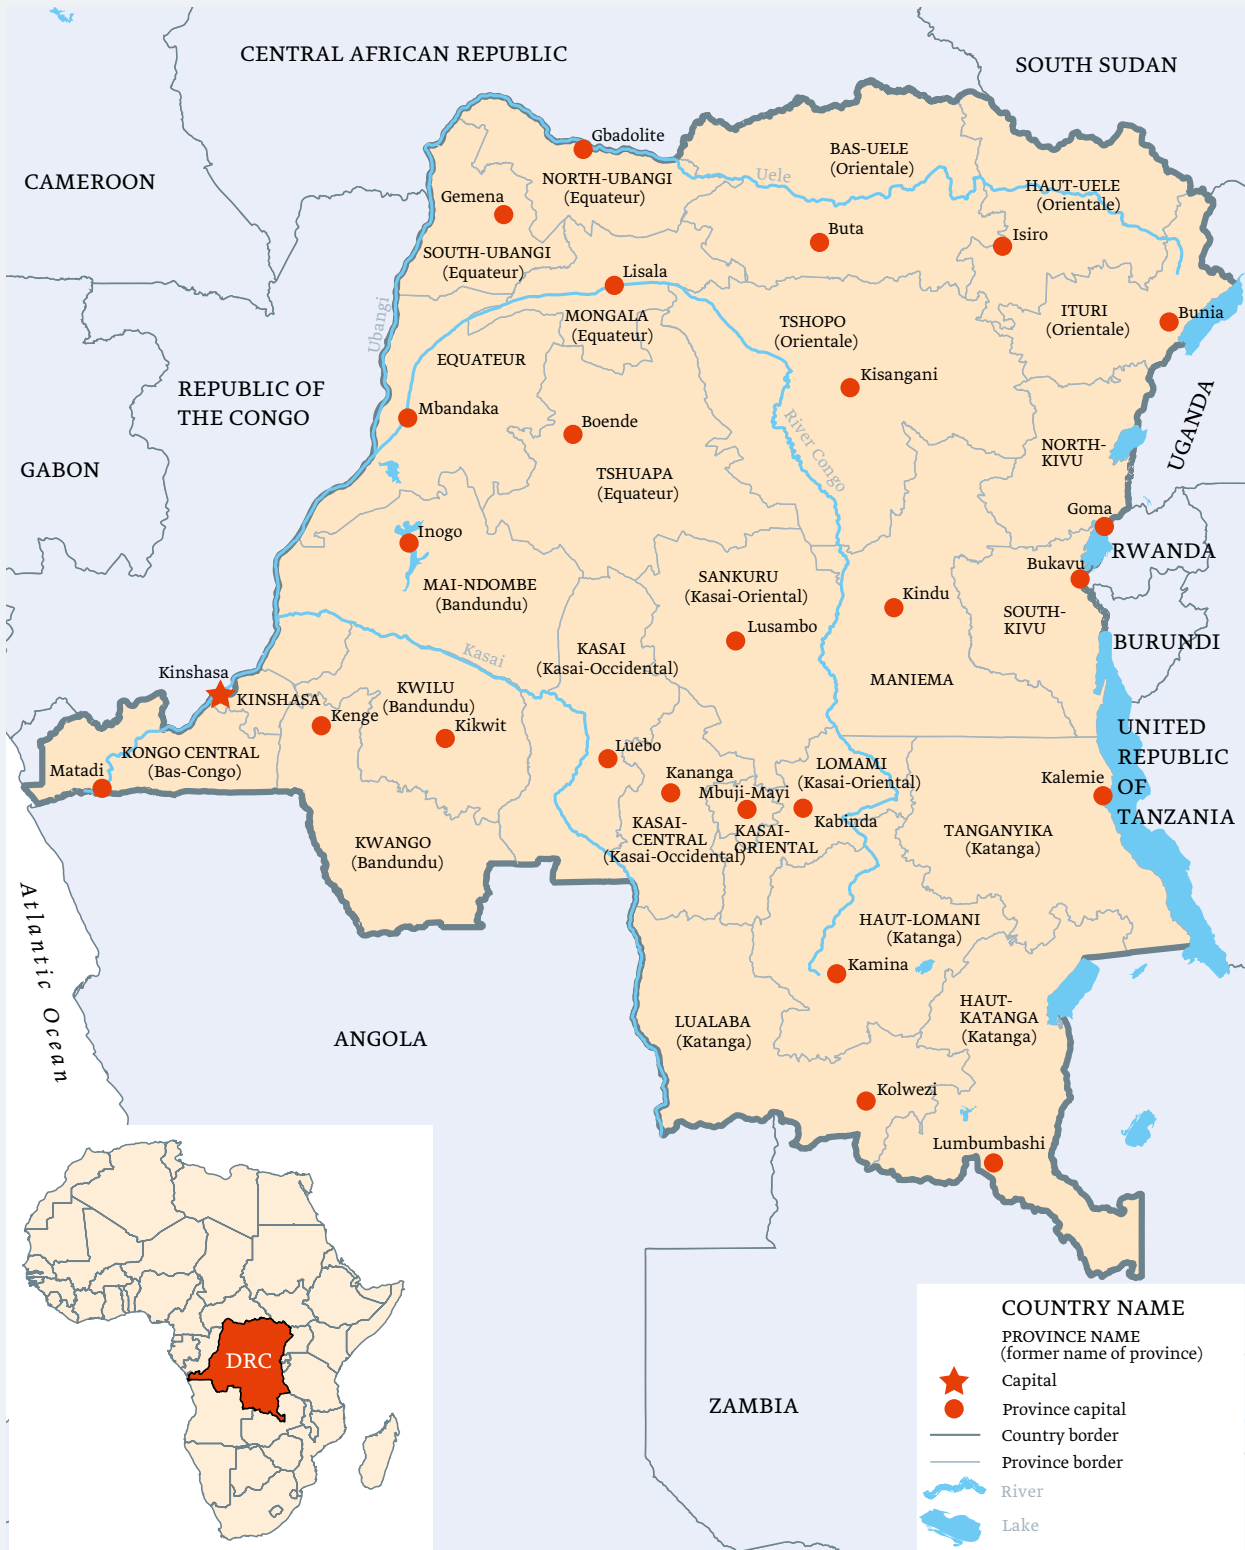 CENTRAL AFRICAN REPUBLIC
SOUTH SUDAN
CAMEROON
Gbadolite
BAS-UELE
(Orientale)
Uele
NORTH-UBANGI
(Equateur)
HAUT-UELE
(Orientale)
Gemena
Buta
Isiro
SOUTH-UBANGI
(Equateur)
Lisala
Ubangi
MONGALA
(Equateur)
TSHOPO
(Orientale)
ITURI
(Orientale)
Bunia
EQUATEUR
Kisangani
REPUBLIC OF
THE CONGO
Mbandaka
Boende
River Congo
UGANDA
GABON
NORTH-
KIVU
TSHUAPA
(Equateur)
Goma
Inogo
RWANDA
Bukavu
MAI-NDOMBE
(Bandundu)
SANKURU
(Kasai-Oriental)
Kindu
SOUTH-
KIVU
Lusambo
BURUNDI
Kasai
KASAI
(Kasai-Occidental)
Kinshasa
KINSHASA
MANIEMA
KWILU
(Bandundu)
Kenge
Kikwit
UNITED
REPUBLIC
OF
TANZANIA
KONGO CENTRAL
(Bas-Congo)
Matadi
Luebo
Kananga
Mbuji-Mayi
LOMAMI
(Kasai-Oriental)
Kalemie
Kabinda
KASAI-
CENTRAL
(Kasai-Occidental)
KASAI-
ORIENTAL
TANGANYIKA
(Katanga)
KWANGO
(Bandundu)
Atlantic Ocean
HAUT-LOMANI
(Katanga)
Kamina
ANGOLA
LUALABA
(Katanga)
HAUT-
KATANGA
(Katanga)
Kolwezi
Lumbumbashi
DRC
ZAMBIA
COUNTRY NAME
PROVINCE NAME
(former name of province)
Capital
Province capital
Country border
Province border
River
Lake